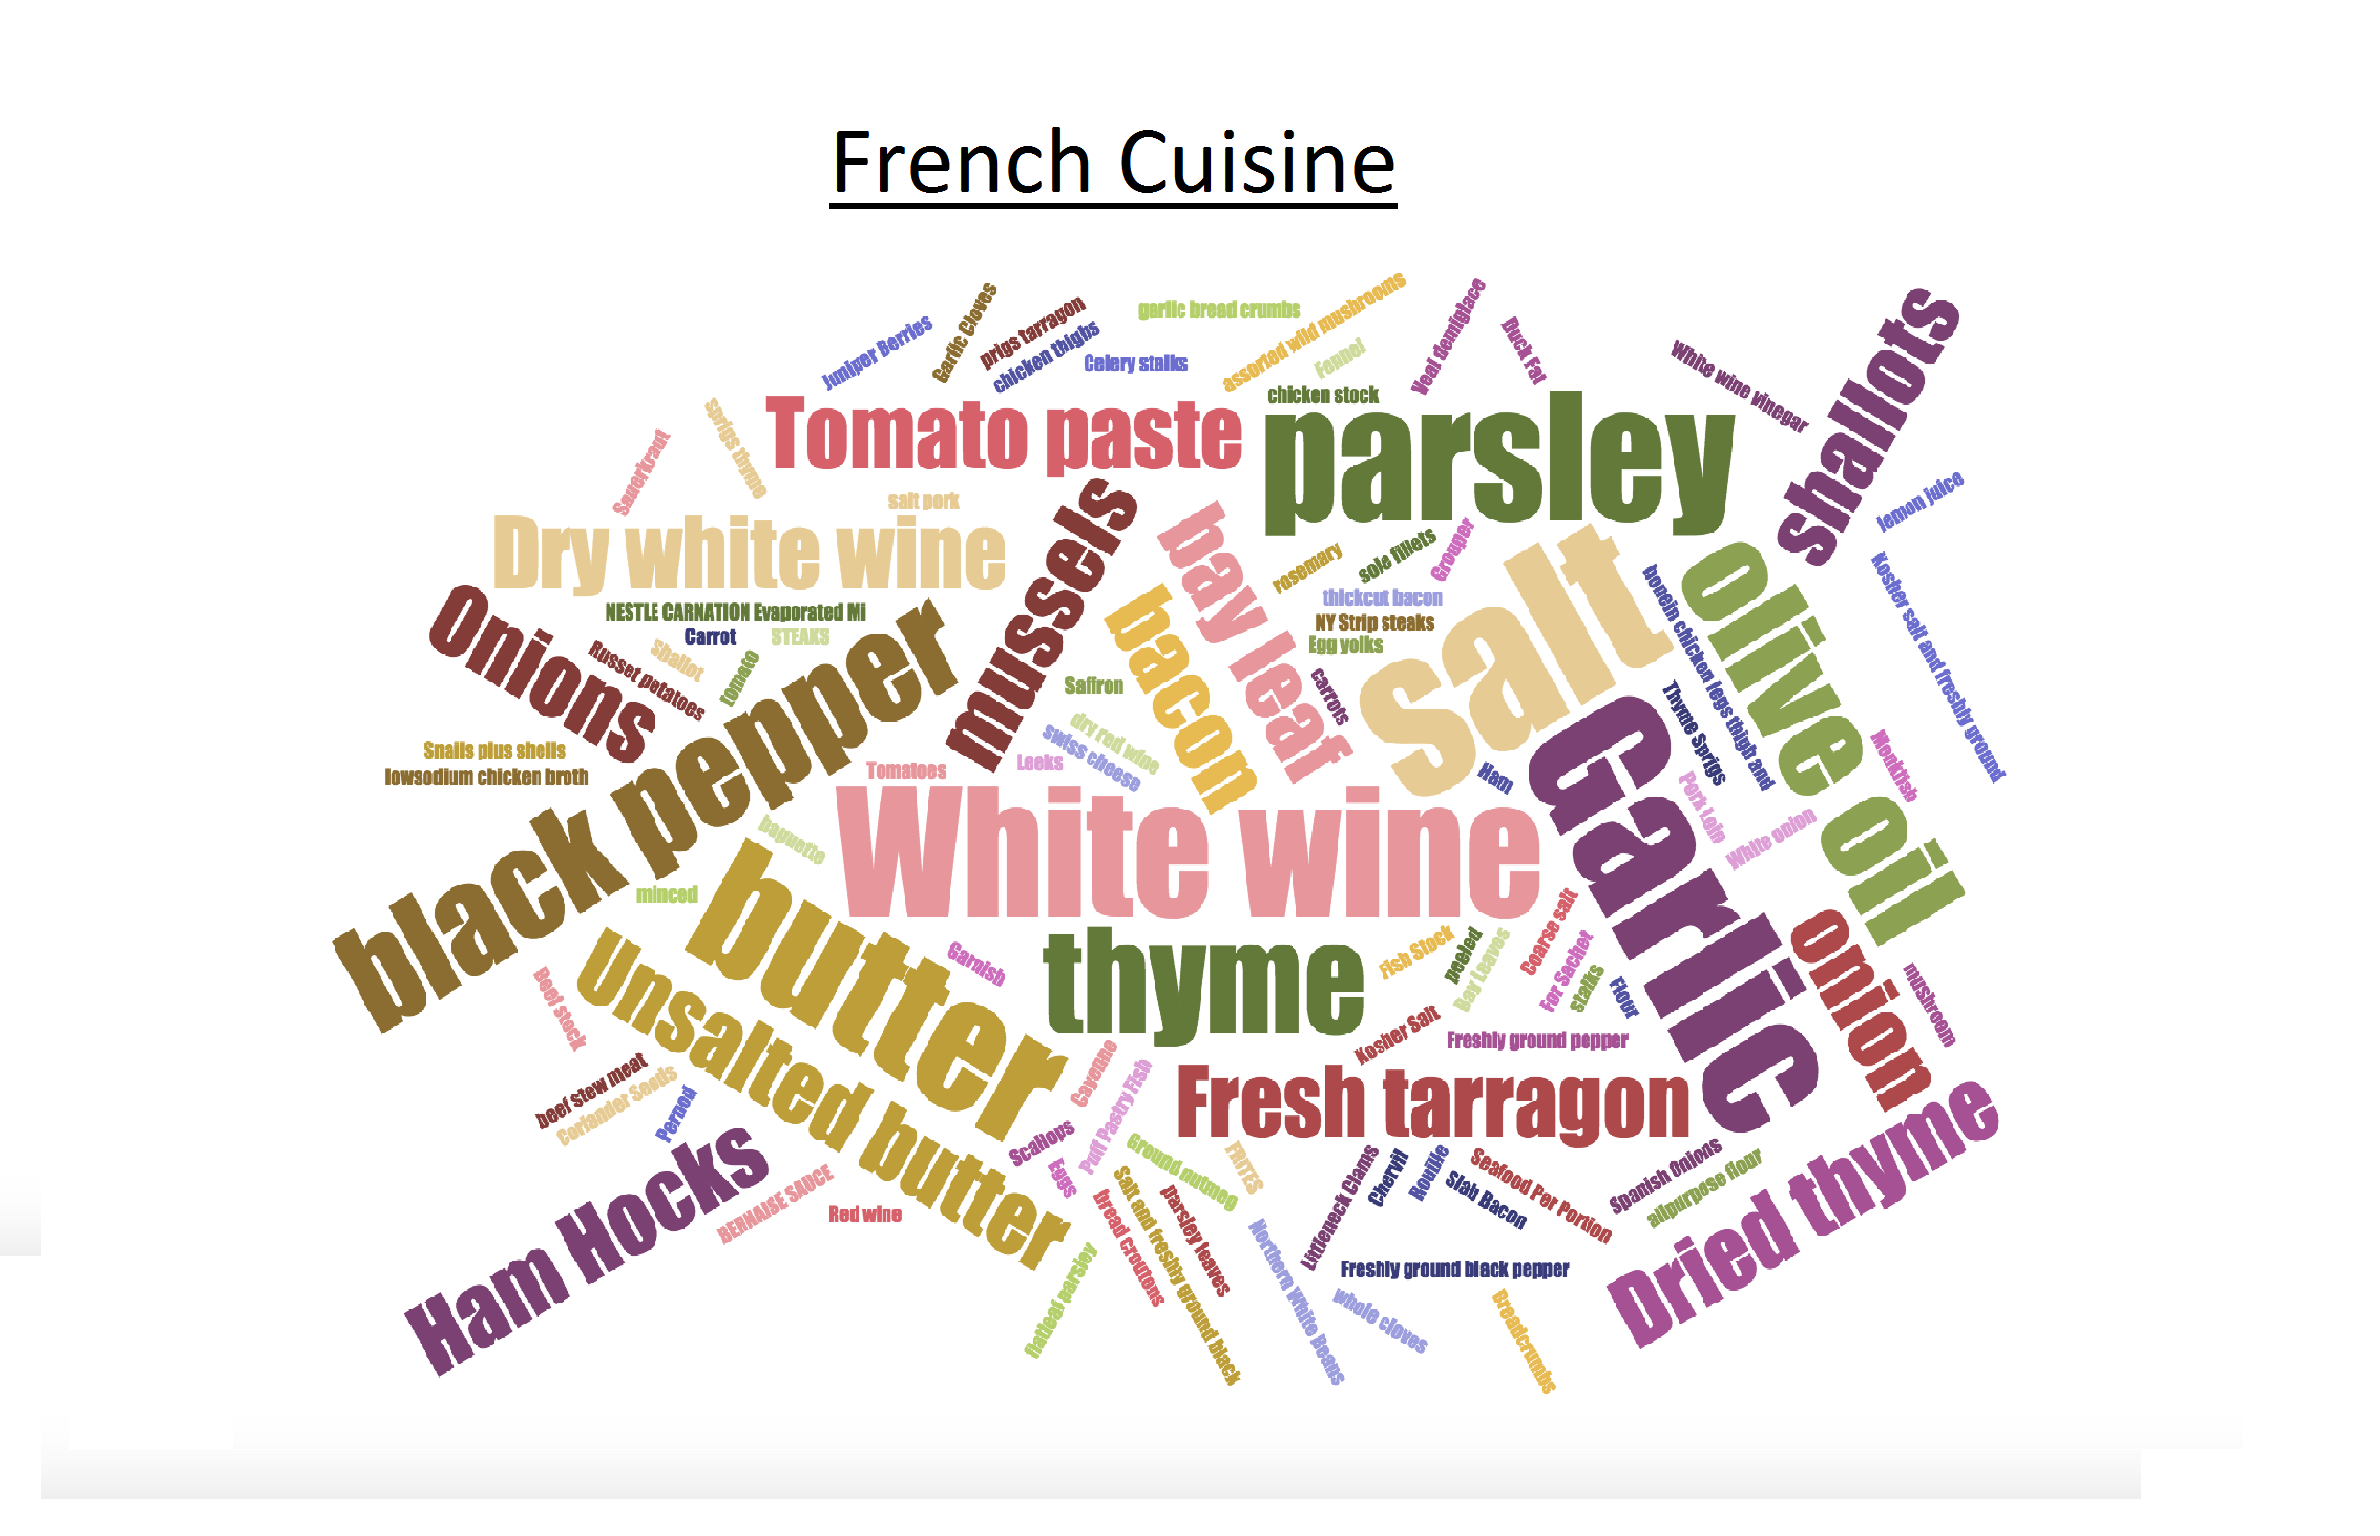 French Cuisine
Juniper Berries
Garlic Cloves
prigs tarragon
chicken thighs
garlic bread crumbs
Celery stalks
assorted wild mushrooms
Fennel
chicken stock
Veal demiglace
Duck Fat
White wine vinegar
shallots
Sauerkraut
sprigs thyme
Tomato paste
parsley
salt pork
Dry white wine
mussels
bay leaf
rosemary
sole fillets
Grouper
salt
lemon juice
Kosher salt and freshly ground
Onions
NESTLE CARNATION Evaporated Mi
Carrot
STEAKS
Russet potatoes
shallot
tomato
black pepper
bacon
thickcut bacon
NY Strip steaks
Egg yolks
bonein chicken legs thigh and
olive oil
Saffron
carrots
dry red wine
swiss cheese
Leeks
Tomatoes
Snails plus shells
lowsodium chicken broth
Thyme Sprigs
Ham
Garlic
Monkfish
Pork Loin
White onion
baguette
White wine
minced
butter
Unsalted butter
Garnish
thyme
Fish Stock
peeled
Bay Leaves
Coarse salt
For Sachet
stalks
Flour
onion
mushroom
Beef stock
Kosher Salt
Freshly ground pepper
beef stew meat
Coriander Seeds
Pernod
Cayenne
Puff Pastry Fish
Fresh tarragon
Dried thyme
Ham Hocks
BERNAISE SAUCE
Red wine
Scallops
Eggs
Ground nutmeg
FRITES
Littleneck Clams
Chervil
Rouille
Slab Bacon
Seafood Per Portion
Spanish Onions
allpurpose flour
flatleaf parsley
bread croutons
Salt and freshly ground black
parsley leaves
Northern White Beans
Freshly ground black pepper
whole cloves
Breadcrumbs